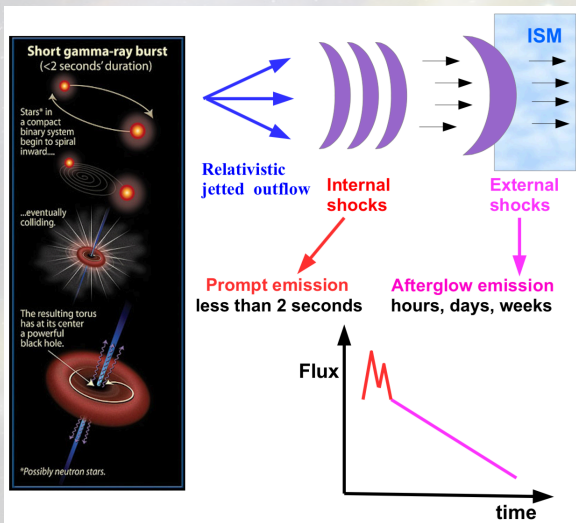 Short gamma-ray burst
(<2 seconds' duration)
Stars* in
a compact
binary system
begin to spiral
inward....
...eventually
colliding.
The resulting torus
has at its center
a powerful
black hole.
*Possibly neutron stars.
ISM
Relativistic
jetted outflow
Internal
shocks
External
shocks
Prompt emission
less than 2 seconds
Afterglow emission
hours, days, weeks
Flux
time